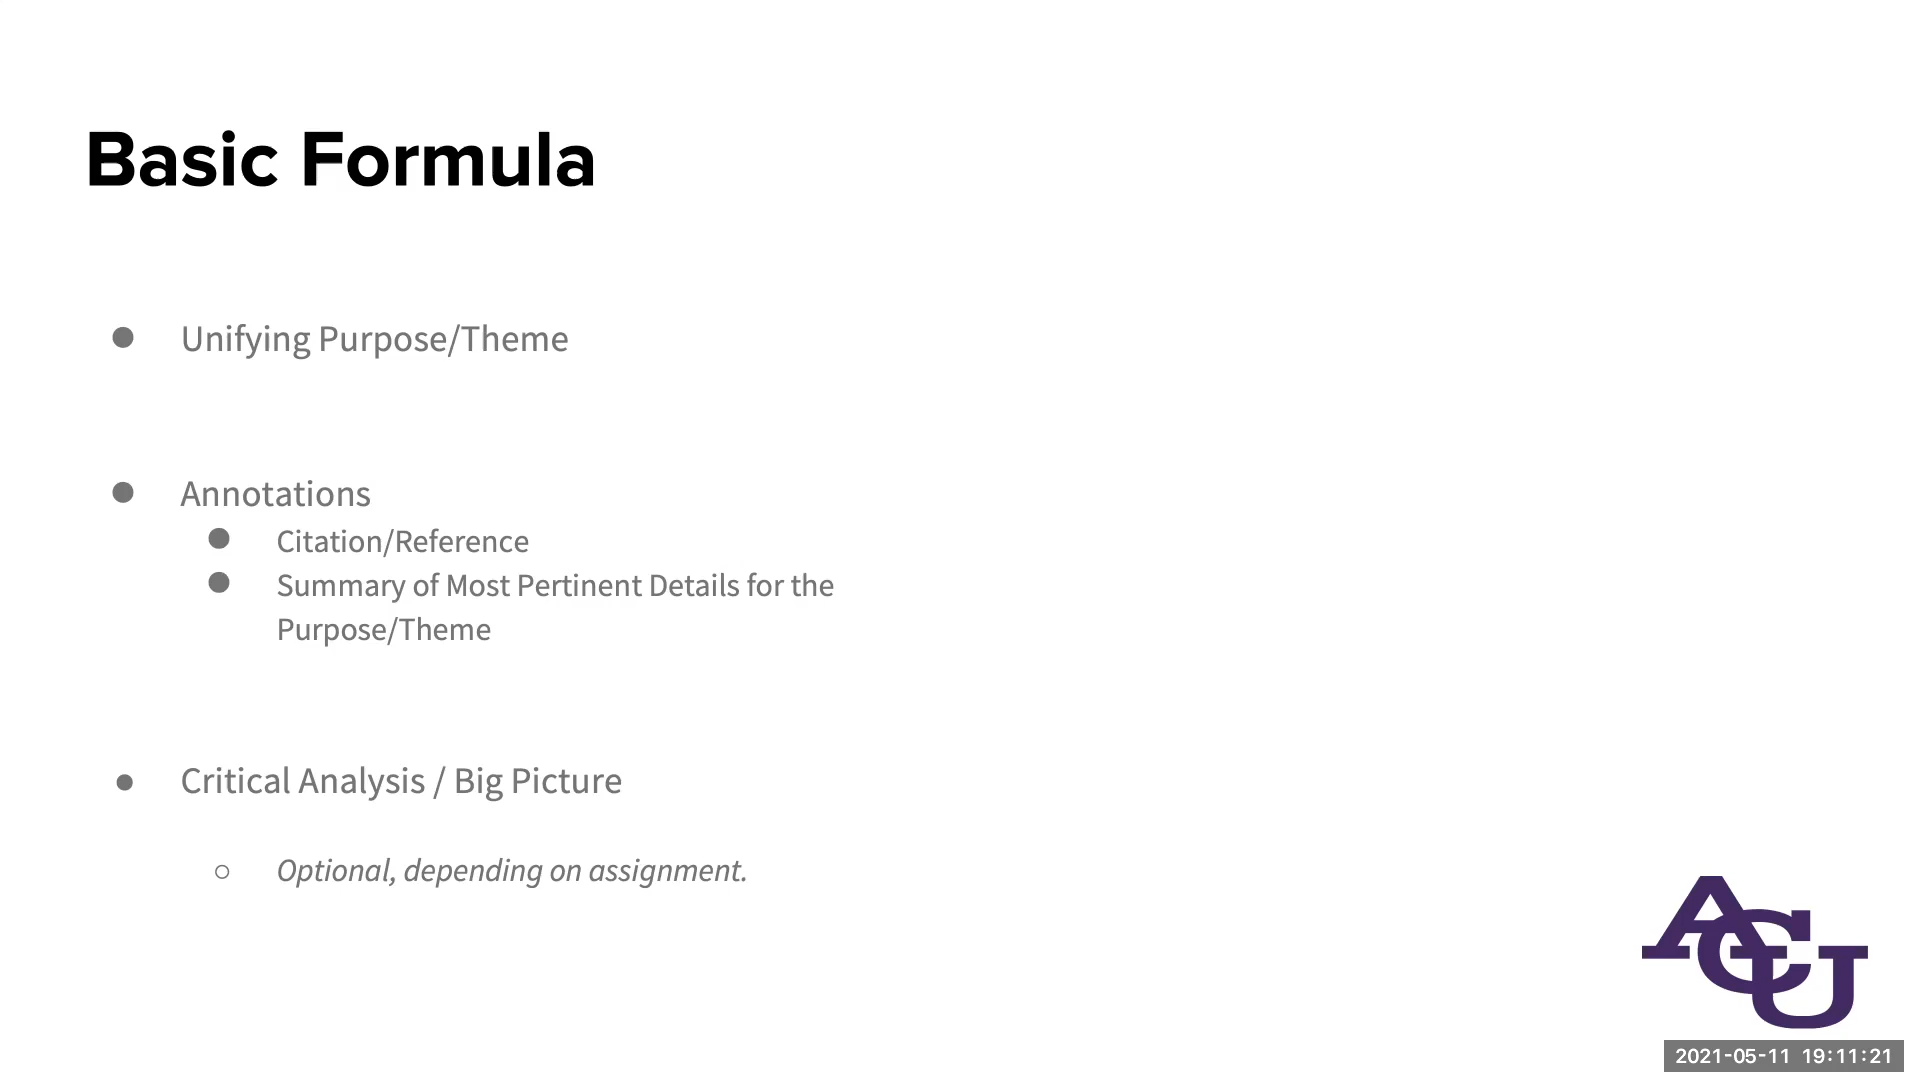 Basic Formula
● Unifying Purpose/Theme
● Annotations
● Citation/Reference
● Summary of Most Pertinent Details for the
Purpose/Theme
● Critical Analysis / Big Picture
○ Optional, depending on assignment.
ACU
2021-05-11 19:11:21